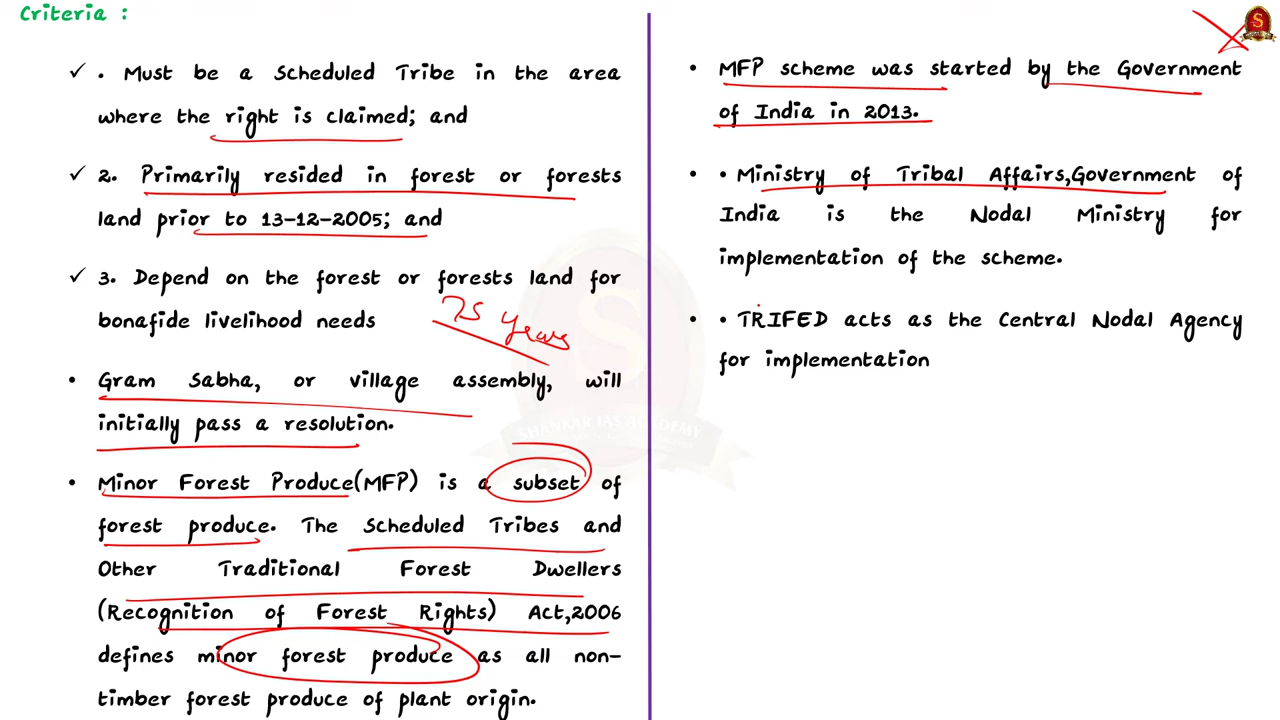 Criteria :
✓ . Must be a Scheduled Tribe in the area
where the right is claimed; and
✓ 2. Primarily resided in forest or forests
land prior to 13-12-2005; and
✓ 3. Depend on the forest or forests land for
bonafide livelihood needs
75 years
• Gram Sabha, or village assembly, will
initially pass a resolution.
• Minor Forest Produce(MFP) is a subset of
forest produce. The Scheduled Tribes and
Other Traditional Forest Dwellers
(Recognition of Forest Rights) Act,2006
defines minor forest produce as all non-
timber forest produce of plant origin.
• MFP scheme was started by the Government
of India in 2013.
• • Ministry of Tribal Affairs,Government of
India is the Nodal Ministry for
implementation of the scheme.
• • TRIFED acts as the Central Nodal Agency
for implementation
SHANKAR IAS ACADEMY